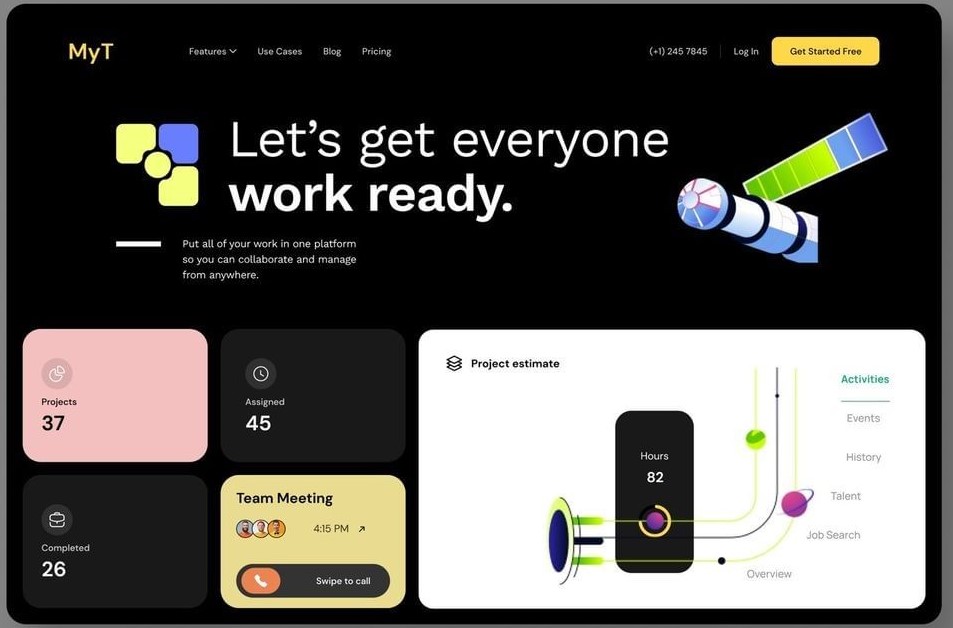 MyT
Features
Use Cases
Blog
Pricing
(+1) 245 7845
Log In
Get Started Free
Let's get everyone
work ready.
Put all of your work in one platform
so you can collaborate and manage
from anywhere.
Projects
37
Assigned
45
Completed
26
Team Meeting
4:15 PM
Swipe to call
Project estimate
Hours
82
Activities
Events
History
Talent
Job Search
Overview